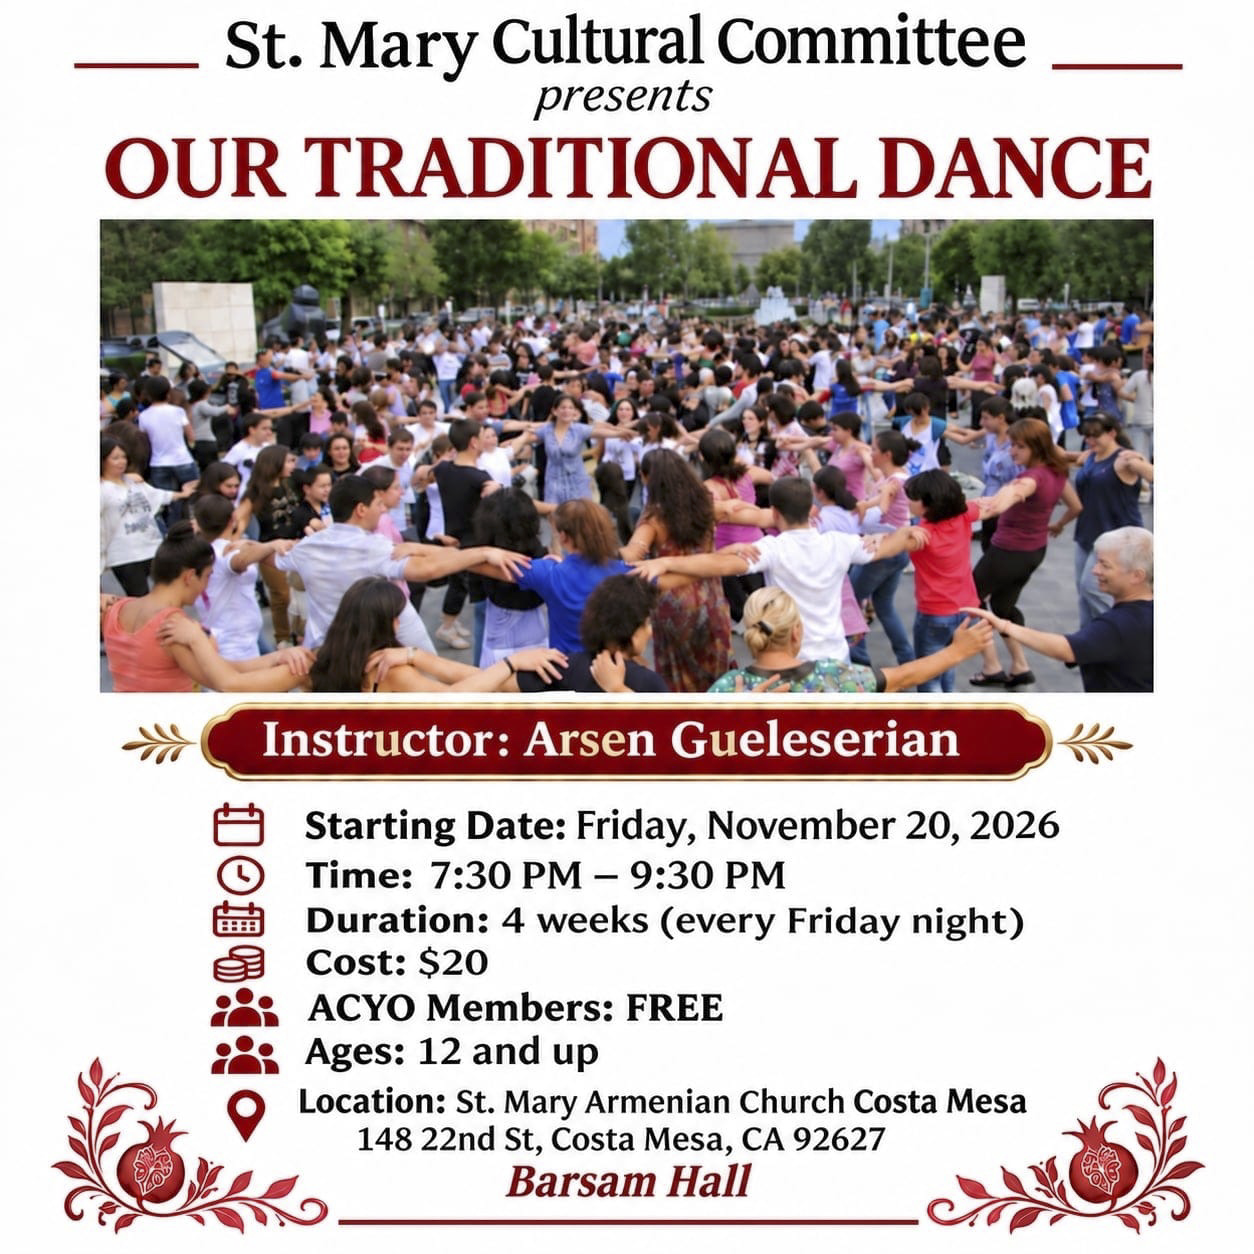 St. Mary Cultural Committee
presents
OUR TRADITIONAL DANCE
Instructor: Arsen Gueleserian
Starting Date: Friday, November 20, 2026
Time: 7:30 PM – 9:30 PM
Duration: 4 weeks (every Friday night)
Cost: $20
ACYO Members: FREE
Ages: 12 and up
Location: St. Mary Armenian Church Costa Mesa
148 22nd St, Costa Mesa, CA 92627
Barsam Hall